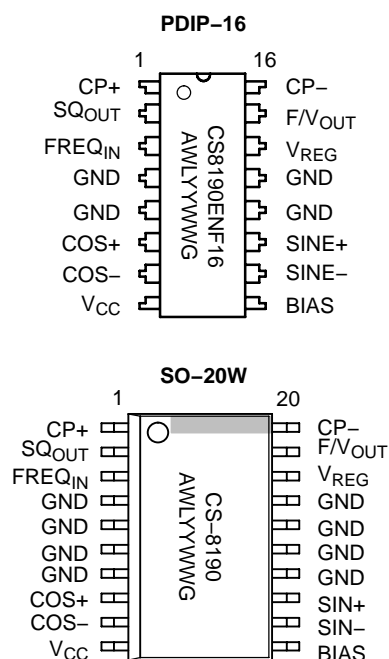 PDIP−16
1 16
CP+ CP−
SQOUT F/VOUT
FREQIN VREG
GND GND
GND GND
COS+ SINE+
COS− SINE−
VCC BIAS
CS8190ENF16
AWLYYWWG
SO−20W
1 20
CP+ CP−
SQOUT F/VOUT
FREQIN VREG
GND GND
GND GND
GND GND
GND GND
COS+ SIN+
COS− SIN−
VCC BIAS
CS−8190
AWLYYWWG